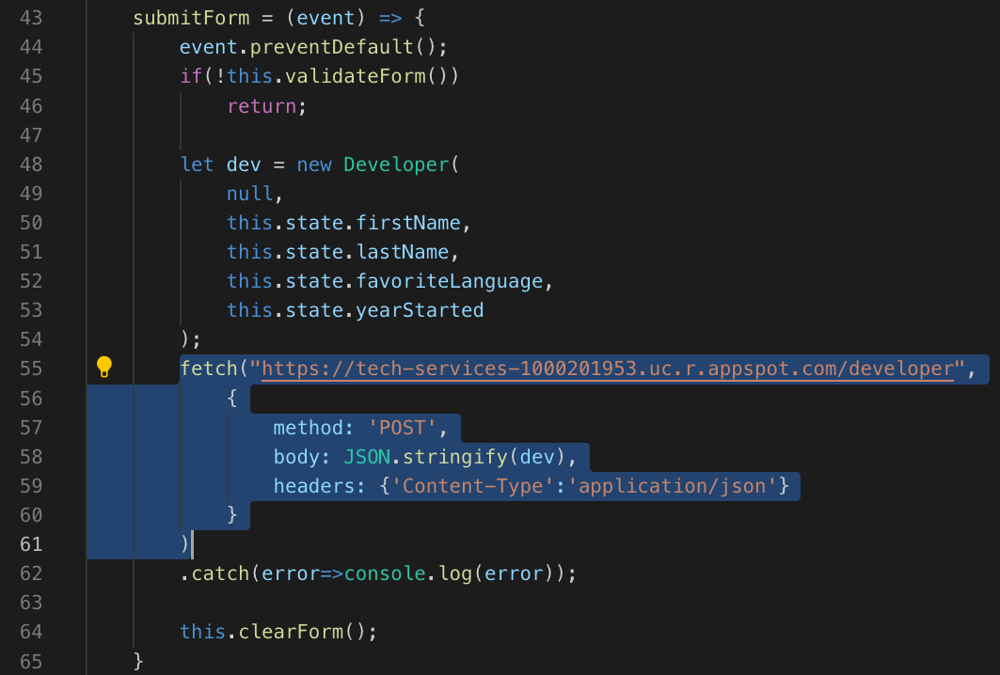 43 submitForm = (event) => {
44 event.preventDefault();
45 if(!this.validateForm())
46 return;
47
48 let dev = new Developer(
49 null,
50 this.state.firstName,
51 this.state.lastName,
52 this.state.favoriteLanguage,
53 this.state.yearStarted
54 );
55 fetch("https://tech-services-1000201953.uc.r.appspot.com/developer",
56 {
57 method: 'POST',
58 body: JSON.stringify(dev),
59 headers: {'Content-Type':'application/json'}
60 }
61 )
62 .catch(error=>console.log(error));
63
64 this.clearForm();
65 }